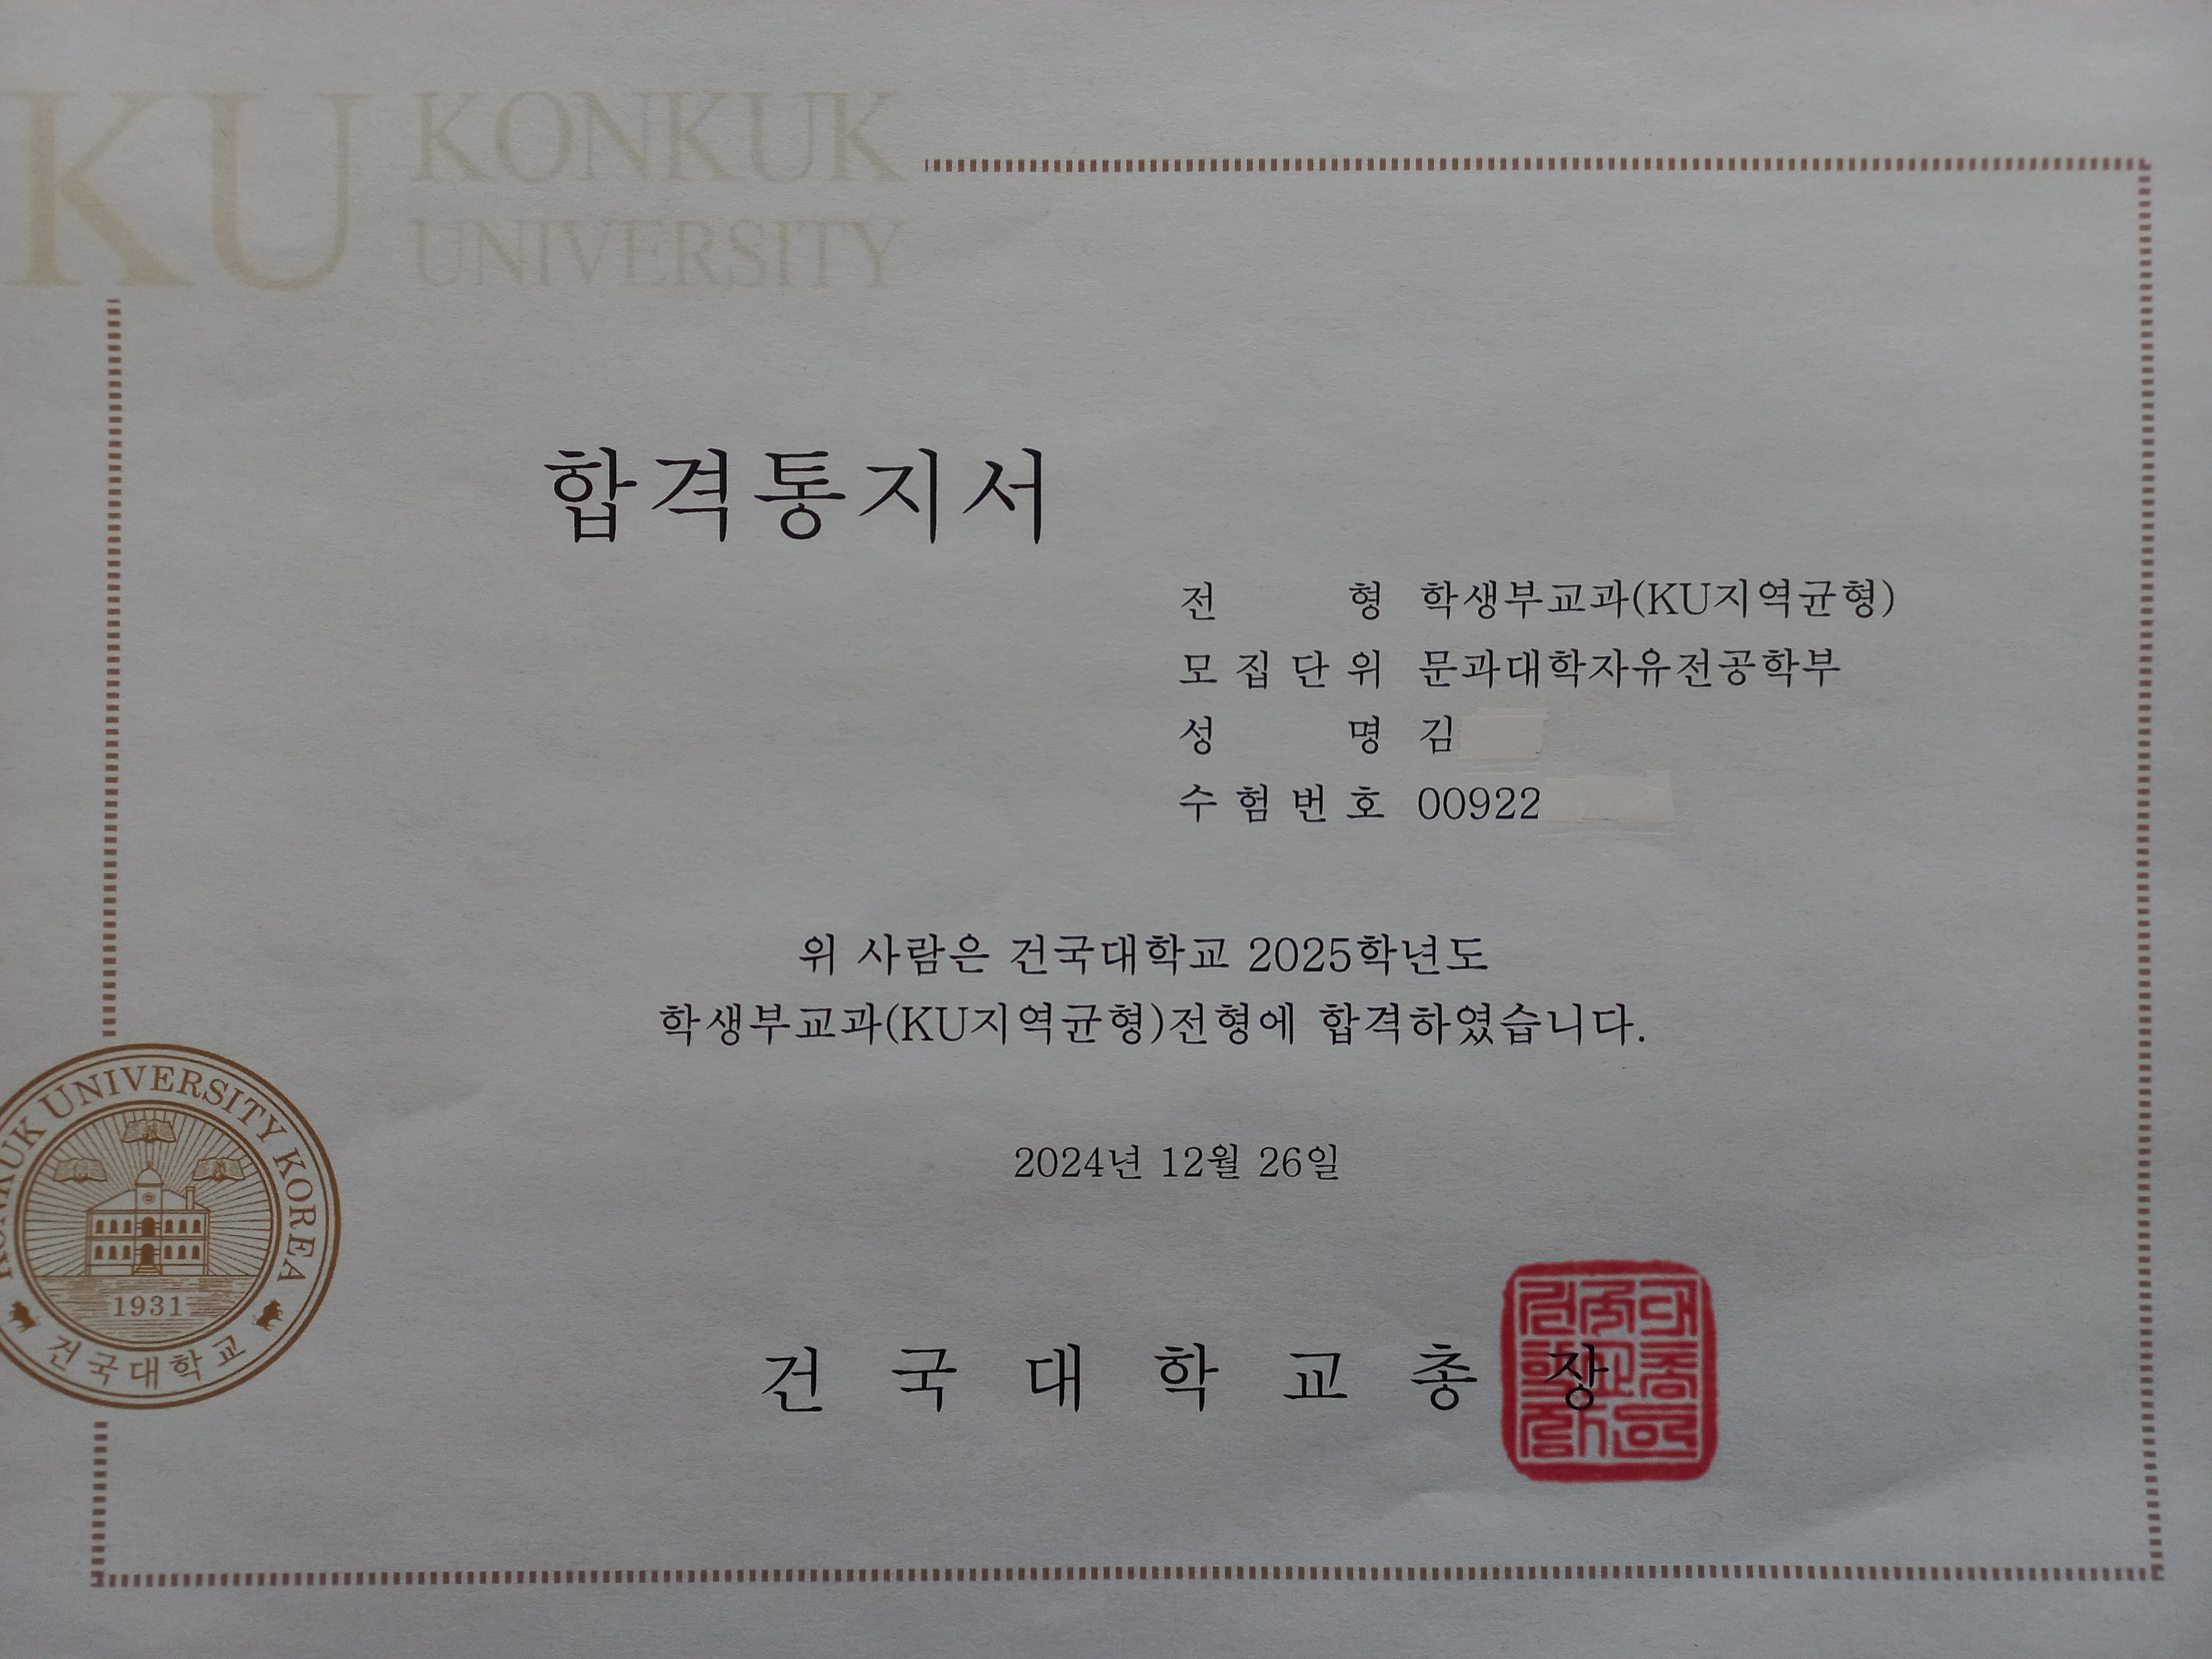 KU KONKUK
UNIVERSITY
합격통지서
전 형 학생부교과(KU지역균형)
모집단위 문과대학자유전공학부
성 명 김
수험번호 00922
위 사람은 건국대학교 2025학년도
학생부교과(KU지역균형)전형에 합격하였습니다.
2024년 12월 26일
KONKUK UNIVERSITY KOREA
1931
건국대학교
건 국 대 학 교 총 장